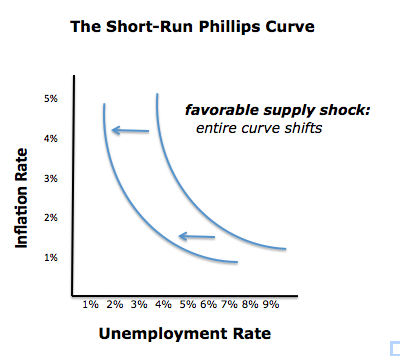 The Short-Run Phillips Curve
favorable supply shock:
entire curve shifts
Inflation Rate
5%
4%
3%
2%
1%
1% 2% 3% 4% 5% 6% 7% 8% 9%
Unemployment Rate